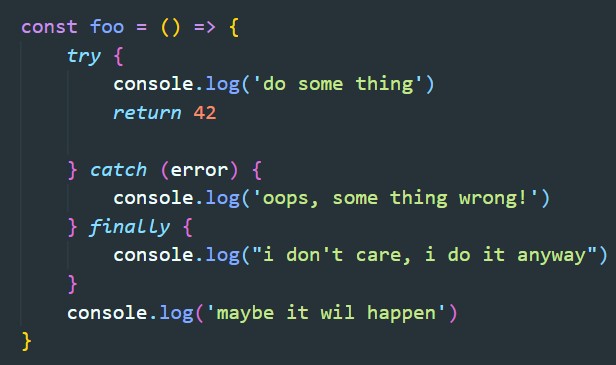 const foo = () => {
    try {
        console.log('do some thing')
        return 42

    } catch (error) {
        console.log('oops, some thing wrong!')
    } finally {
        console.log("i don't care, i do it anyway")
    }
    console.log('maybe it wil happen')
}